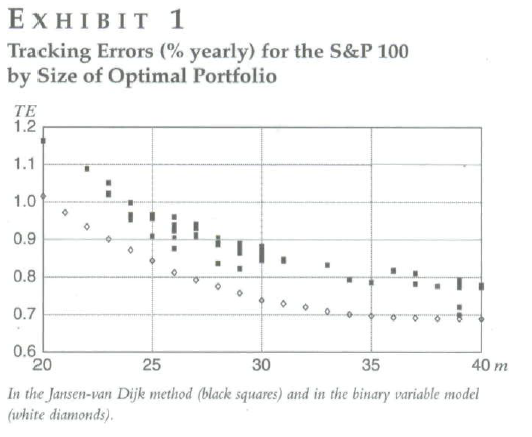 EXHIBIT 1
Tracking Errors (% yearly) for the S&P 100
by Size of Optimal Portfolio
TE
1.2
1.1
1.0
0.9
0.8
0.7
0.6
20 25 30 35 40 m
In the Jansen-van Dijk method (black squares) and in the binary variable model
(white diamonds).